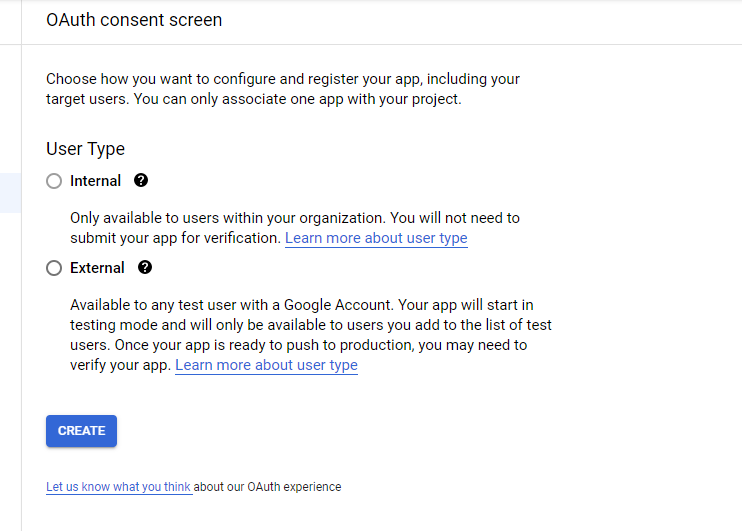 OAuth consent screen
Choose how you want to configure and register your app, including your
target users. You can only associate one app with your project.
User Type
Internal
Only available to users within your organization. You will not need to
submit your app for verification. Learn more about user type
External
Available to any test user with a Google Account. Your app will start in
testing mode and will only be available to users you add to the list of test
users. Once your app is ready to push to production, you may need to
verify your app. Learn more about user type
CREATE
Let us know what you think about our OAuth experience